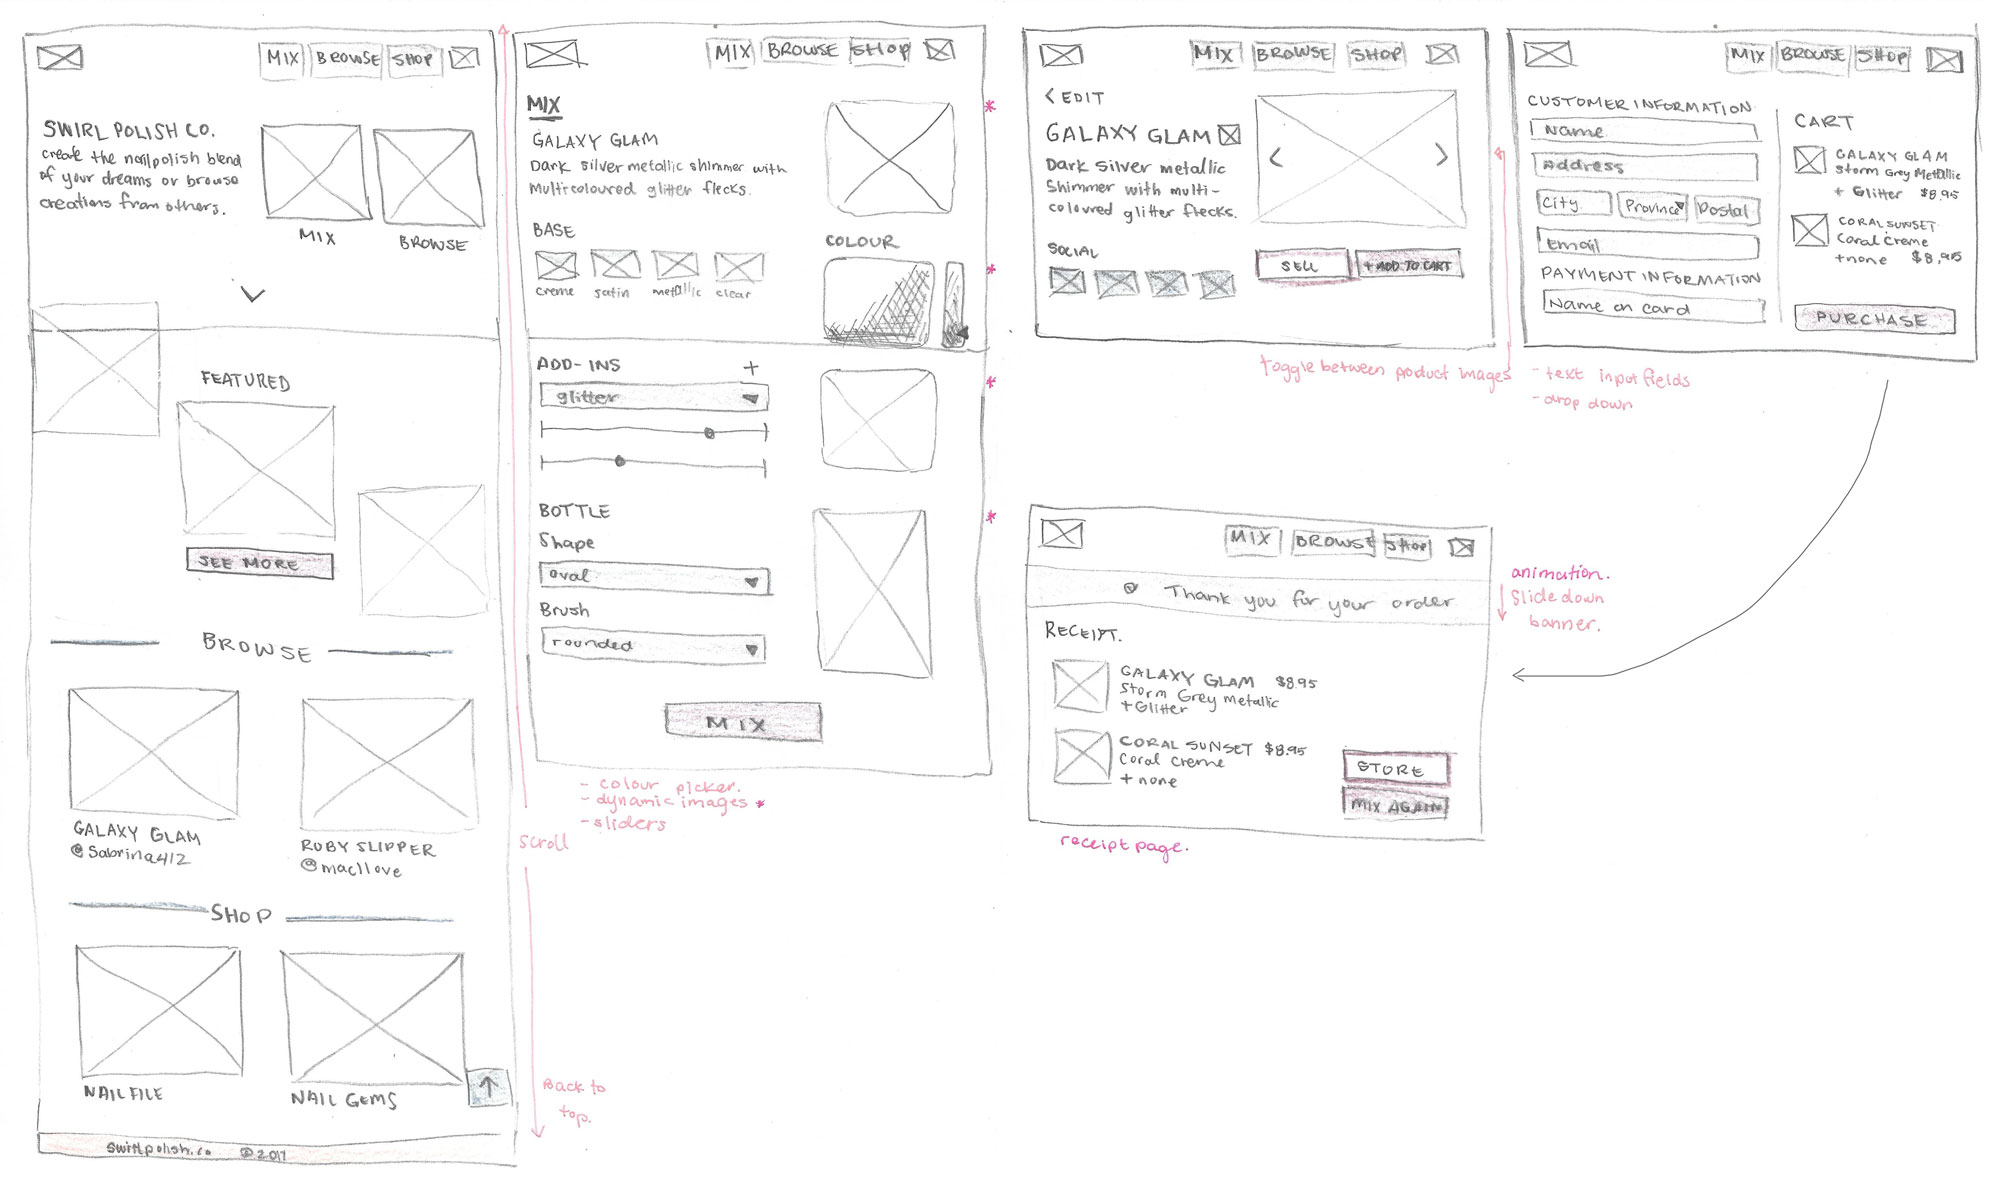 MIX BROWSE SHOP
SWIRL POLISH CO.
create the nailpolish blend
of your dreams or browse
creations from others.
MIX
BROWSE
FEATURED
SEE MORE
BROWSE
GALAXY GLAM
@Sabrina412
RUBY SLIPPER
@macllove
SHOP
NAIL FILE
NAIL GEMS
Swirlpolish.co ©2017
scroll
Back to
top.
MIX BROWSE SHOP
MIX
GALAXY GLAM
Dark silver metallic shimmer with
Multicoloured glitter flecks.
BASE
creme satin metallic clear
COLOUR
ADD-INS +
glitter
BOTTLE
Shape
oval
Brush
rounded
MIX
- colour picker.
- dynamic images *
- sliders
MIX BROWSE SHOP
< EDIT
GALAXY GLAM
Dark Silver metallic
Shimmer with multi-
coloured glitter flecks.
SOCIAL
SELL
+ ADD TO CART
toggle between product images
MIX BROWSE SHOP
CUSTOMER INFORMATION
Name
Address
City Province Postal
Email
PAYMENT INFORMATION
Name on card
CART
GALAXY GLAM
Storm Grey Metallic
+ Glitter $8.95
CORAL SUNSET
Coral Creme
+none $8.95
PURCHASE
- text input fields
- drop down
MIX BROWSE SHOP
Thank you for your order
RECEIPT.
GALAXY GLAM $8.95
Storm Grey Metallic
+ Glitter
CORAL SUNSET $8.95
Coral Creme
+ none
STORE
MIX AGAIN
animation.
Slide down
banner.
receipt page.